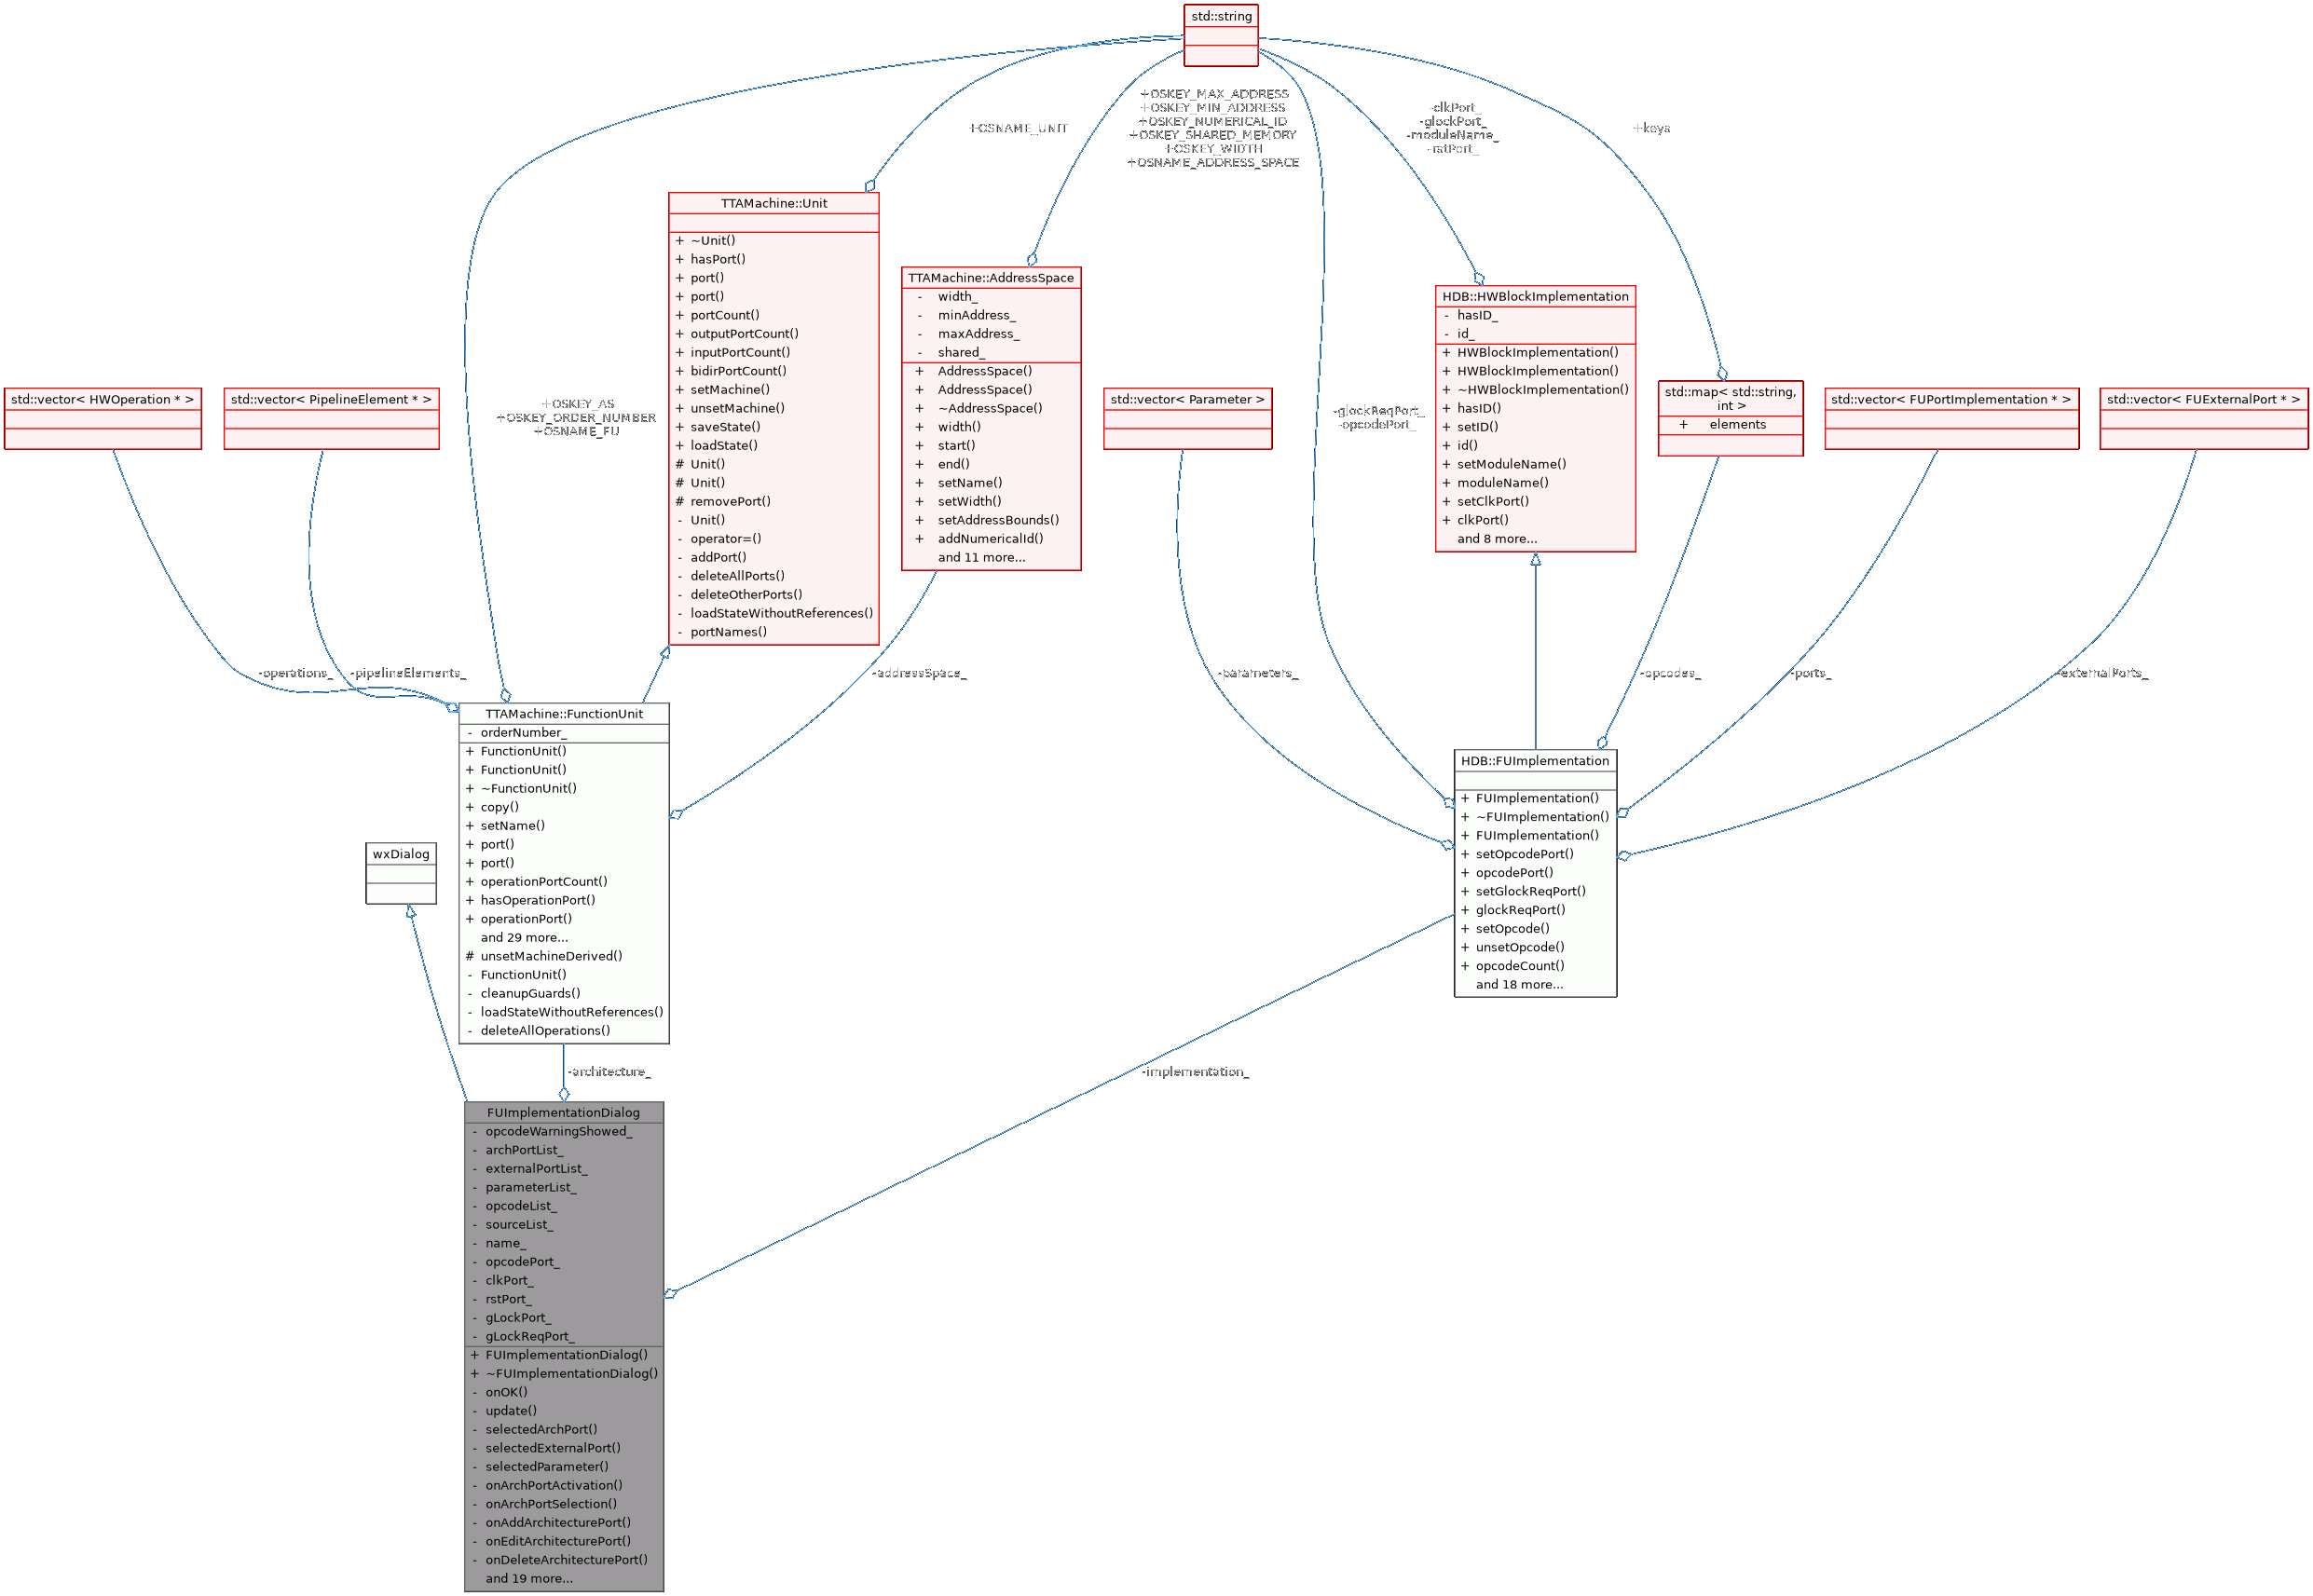 std::string
+OSKEY_MAX_ADDRESS
+OSKEY_MIN_ADDRESS
+OSKEY_NUMERICAL_ID
+OSKEY_SHARED_MEMORY
+OSKEY_WIDTH
+OSNAME_ADDRESS_SPACE
+OSNAME_UNIT
-clkPort_
-glockPort_
-moduleName_
-rstPort_
+keys
TTAMachine::Unit
+ ~Unit()
+ hasPort()
+ port()
+ port()
+ portCount()
+ outputPortCount()
+ inputPortCount()
+ bidirPortCount()
+ setMachine()
+ unsetMachine()
+ saveState()
+ loadState()
# Unit()
# Unit()
# removePort()
- Unit()
- operator=()
- addPort()
- deleteAllPorts()
- deleteOtherPorts()
- loadStateWithoutReferences()
- portNames()
TTAMachine::AddressSpace
- width_
- minAddress_
- maxAddress_
- shared_
+ AddressSpace()
+ AddressSpace()
+ ~AddressSpace()
+ width()
+ start()
+ end()
+ setName()
+ setWidth()
+ setAddressBounds()
+ addNumericalId()
and 11 more...
HDB::HWBlockImplementation
- hasID_
- id_
+ HWBlockImplementation()
+ HWBlockImplementation()
+ ~HWBlockImplementation()
+ hasID()
+ setID()
+ id()
+ setModuleName()
+ moduleName()
+ setClkPort()
+ clkPort()
and 8 more...
std::vector< HWOperation * >
std::vector< PipelineElement * >
+OSKEY_AS
+OSKEY_ORDER_NUMBER
+OSNAME_FU
std::vector< Parameter >
-glockReqPort_
-opcodePort_
std::map< std::string,
int >
+ elements
std::vector< FUPortImplementation * >
std::vector< FUExternalPort * >
-operations_
-pipelineElements_
-addressSpace_
-parameters_
-opcodes_
-ports_
-externalPorts_
TTAMachine::FunctionUnit
- orderNumber_
+ FunctionUnit()
+ FunctionUnit()
+ ~FunctionUnit()
+ copy()
+ setName()
+ port()
+ port()
+ operationPortCount()
+ hasOperationPort()
+ operationPort()
and 29 more...
# unsetMachineDerived()
- FunctionUnit()
- cleanupGuards()
- loadStateWithoutReferences()
- deleteAllOperations()
HDB::FUImplementation
+ FUImplementation()
+ ~FUImplementation()
+ FUImplementation()
+ setOpcodePort()
+ opcodePort()
+ setGlockReqPort()
+ glockReqPort()
+ setOpcode()
+ unsetOpcode()
+ opcodeCount()
and 18 more...
wxDialog
-architecture_
-implementation_
FUImplementationDialog
- opcodeWarningShowed_
- archPortList_
- externalPortList_
- parameterList_
- opcodeList_
- sourceList_
- name_
- opcodePort_
- clkPort_
- rstPort_
- gLockPort_
- gLockReqPort_
+ FUImplementationDialog()
+ ~FUImplementationDialog()
- onOK()
- update()
- selectedArchPort()
- selectedExternalPort()
- selectedParameter()
- onArchPortActivation()
- onArchPortSelection()
- onAddArchitecturePort()
- onEditArchitecturePort()
- onDeleteArchitecturePort()
and 19 more...